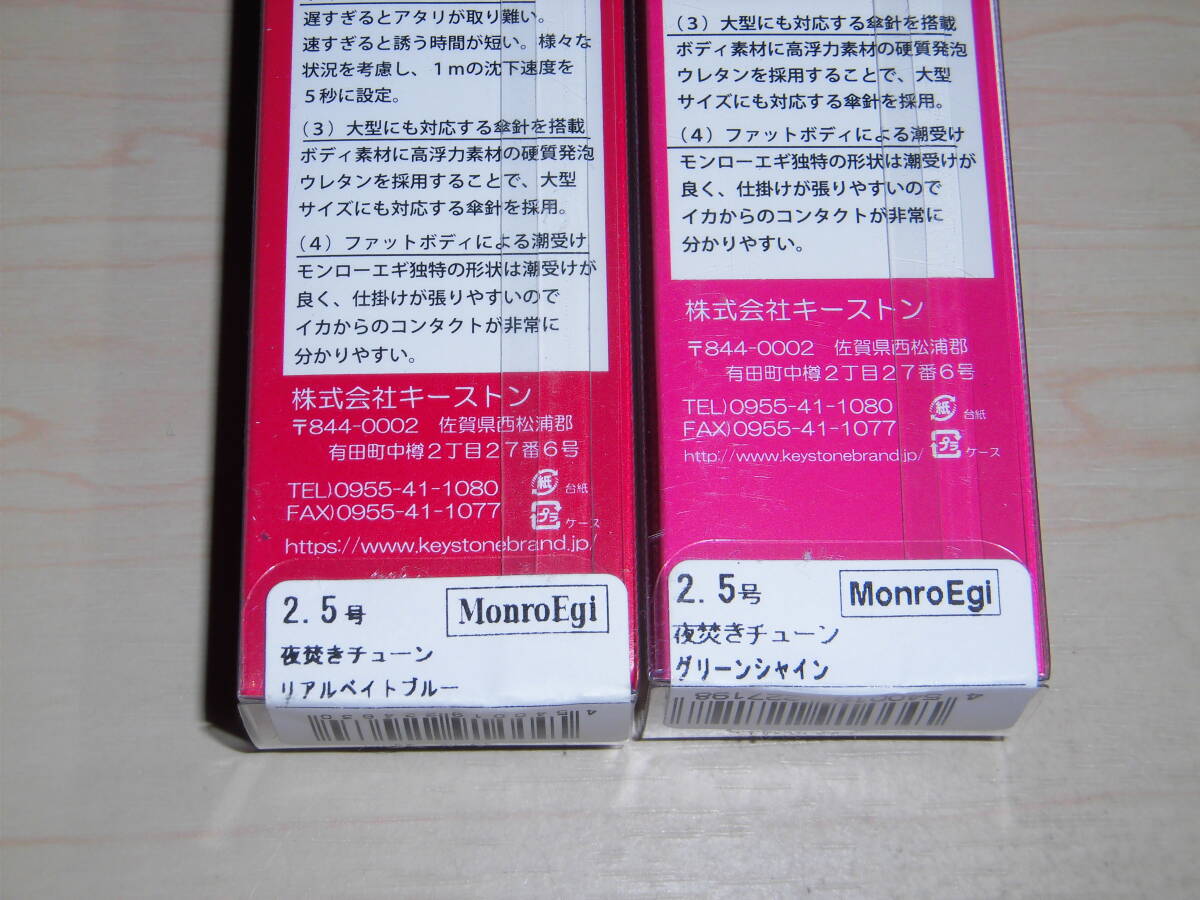 遅すぎるとアタリが取り難い。
速すぎると誘う時間が短い。様々な
状況を考慮し、1mの沈下速度を
5秒に設定。
（3）大型にも対応する傘針を搭載
ボディ素材に高浮力素材の硬質発泡
ウレタンを採用することで、大型
サイズにも対応する傘針を採用。
（4）ファットボディによる潮受け
モンローエギ独特の形状は潮受けが
良く、仕掛けが張りやすいので
イカからのコンタクトが非常に
分かりやすい。
株式会社キーストン
〒844-0002 佐賀県西松浦郡
有田町中樽2丁目27番6号
TEL)0955-41-1080
FAX)0955-41-1077
紙 台紙
プラ ケース
https://www.keystonebrand.jp/
2.5号
MonroEgi
夜焚きチューン
リアルベイトブルー
（3）大型にも対応する傘針を搭載
ボディ素材に高浮力素材の硬質発泡
ウレタンを採用することで、大型
サイズにも対応する傘針を採用。
（4）ファットボディによる潮受け
モンローエギ独特の形状は潮受けが
良く、仕掛けが張りやすいので
イカからのコンタクトが非常に
分かりやすい。
株式会社キーストン
〒844-0002 佐賀県西松浦郡
有田町中樽2丁目27番6号
TEL)0955-41-1080
FAX)0955-41-1077
紙 台紙
プラ ケース
http://www.keystonebrand.jp/
2.5号
MonroEgi
夜焚きチューン
グリーンシャイン